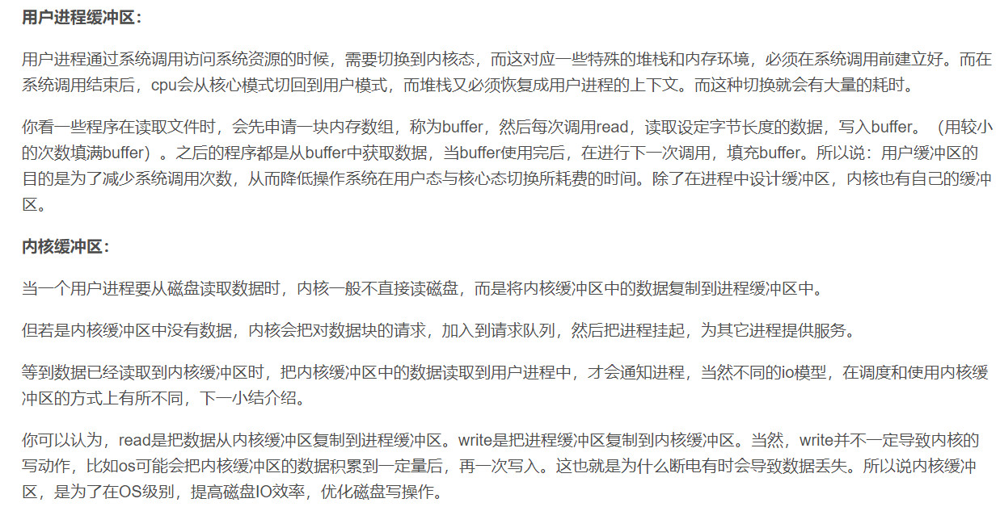 用户进程缓冲区：
用户进程通过系统调用访问系统资源的时候，需要切换到内核态，而这对应一些特殊的堆栈和内存环境，必须在系统调用前建立好。而在
系统调用结束后，cpu会从核心模式切回到用户模式，而堆栈又必须恢复成用户进程的上下文。而这种切换就会有大量的耗时。
你看一些程序在读取文件时，会先申请一块内存数组，称为buffer，然后每次调用read，读取设定字节长度的数据，写入buffer。（用较小
的次数填满buffer）。之后的程序都是从buffer中获取数据，当buffer使用完后，在进行下一次调用，填充buffer。所以说：用户缓冲区的
目的是为了减少系统调用次数，从而降低操作系统在用户态与核心态切换所耗费的时间。除了在进程中设计缓冲区，内核也有自己的缓冲
区。
内核缓冲区：
当一个用户进程要从磁盘读取数据时，内核一般不直接读磁盘，而是将内核缓冲区中的数据复制到进程缓冲区中。
但若是内核缓冲区中没有数据，内核会把对数据块的请求，加入到请求队列，然后把进程挂起，为其它进程提供服务。
等到数据已经读取到内核缓冲区时，把内核缓冲区中的数据读取到用户进程中，才会通知进程，当然不同的io模型，在调度和使用内核缓
冲区的方式上有所不同，下一小结介绍。
你可以认为，read是把数据从内核缓冲区复制到进程缓冲区。write是把进程缓冲区复制到内核缓冲区。当然，write并不一定导致内核的
写动作，比如os可能会把内核缓冲区的数据积累到一定量后，再一次写入。这也就是为什么断电有时会导致数据丢失。所以说内核缓冲
区，是为了在OS级别，提高磁盘IO效率，优化磁盘写操作。